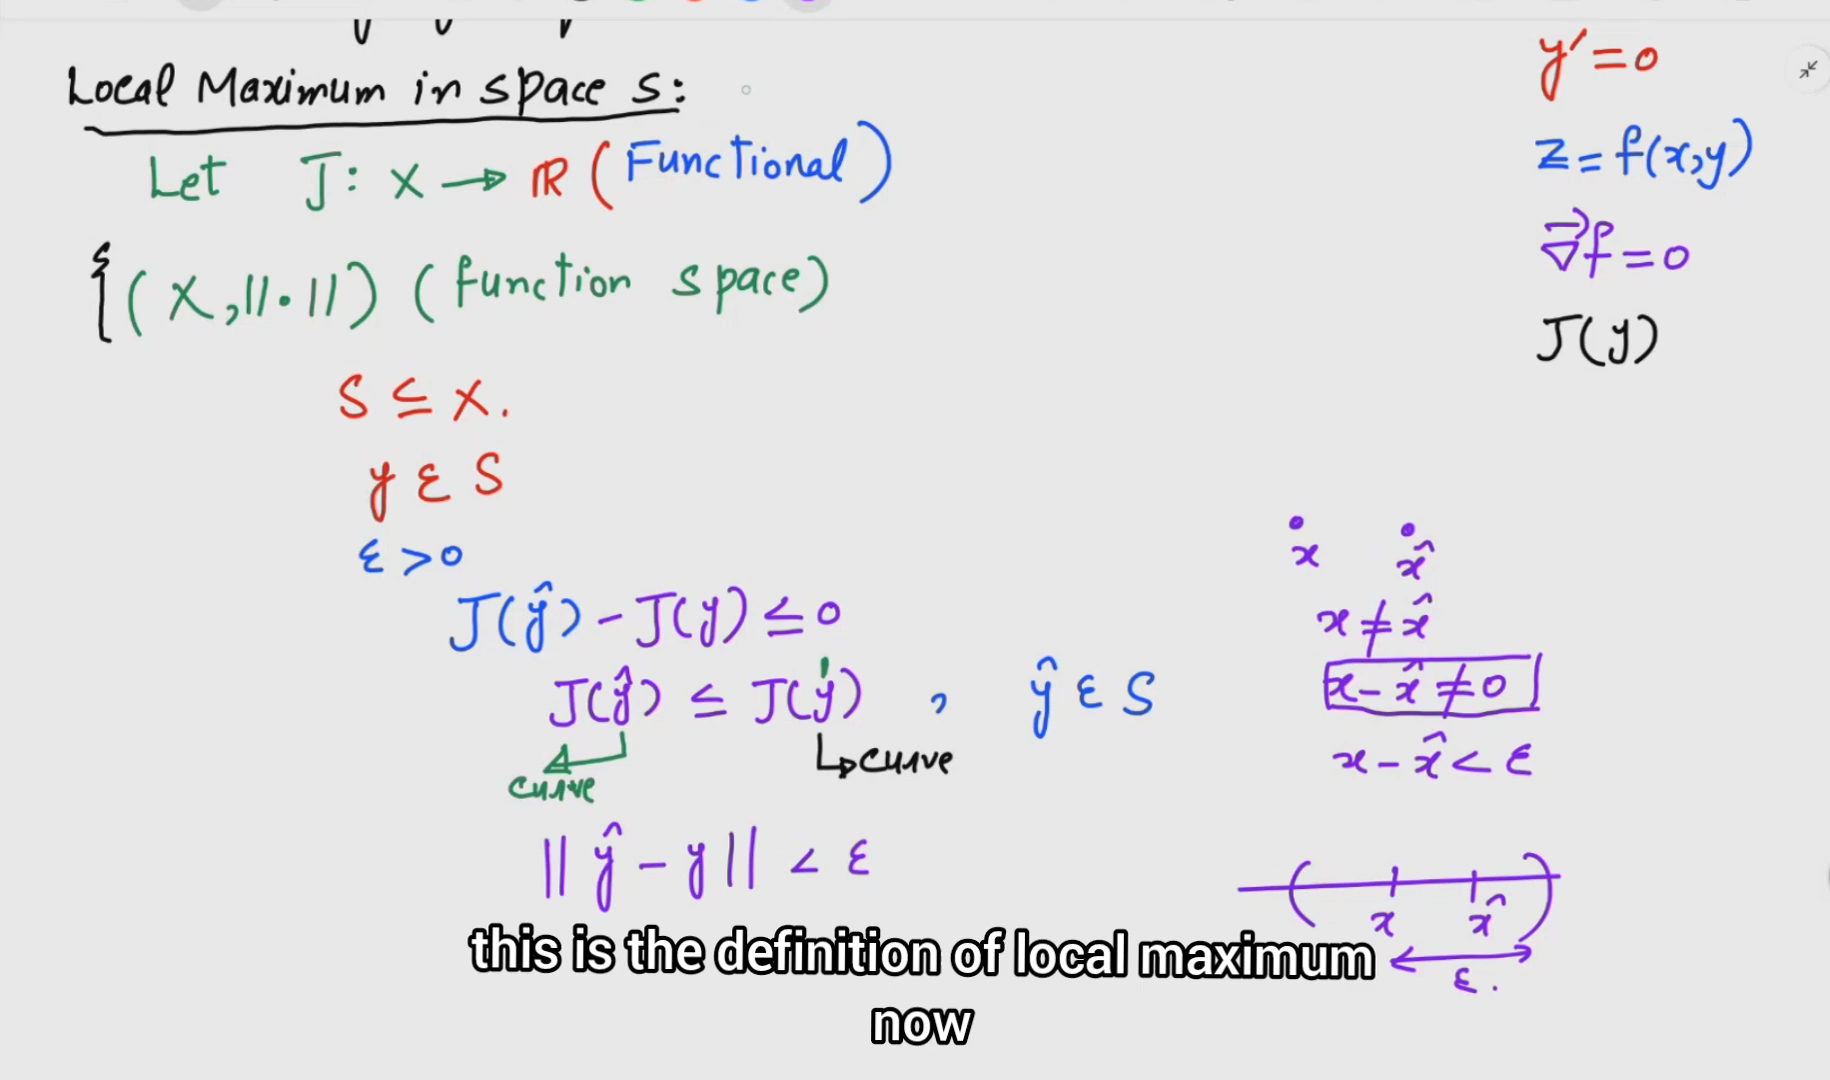 Local Maximum in space s:
Let J: X → ℝ (Functional)
{(X, ||·||) (function space)
S ⊆ X.
y ε S
ε > 0
J(ŷ) - J(y) ≤ 0
J(ŷ) ≤ J(y) , ŷ ε S
curve
curve
|| ŷ - y || < ε
y' = 0
z = f(x,y)
∇⃗f = 0
J(y)
x x̂
x ≠ x̂
x - x̂ ≠ 0
x - x̂ < ε
x x̂
ε.
this is the definition of local maximum
now